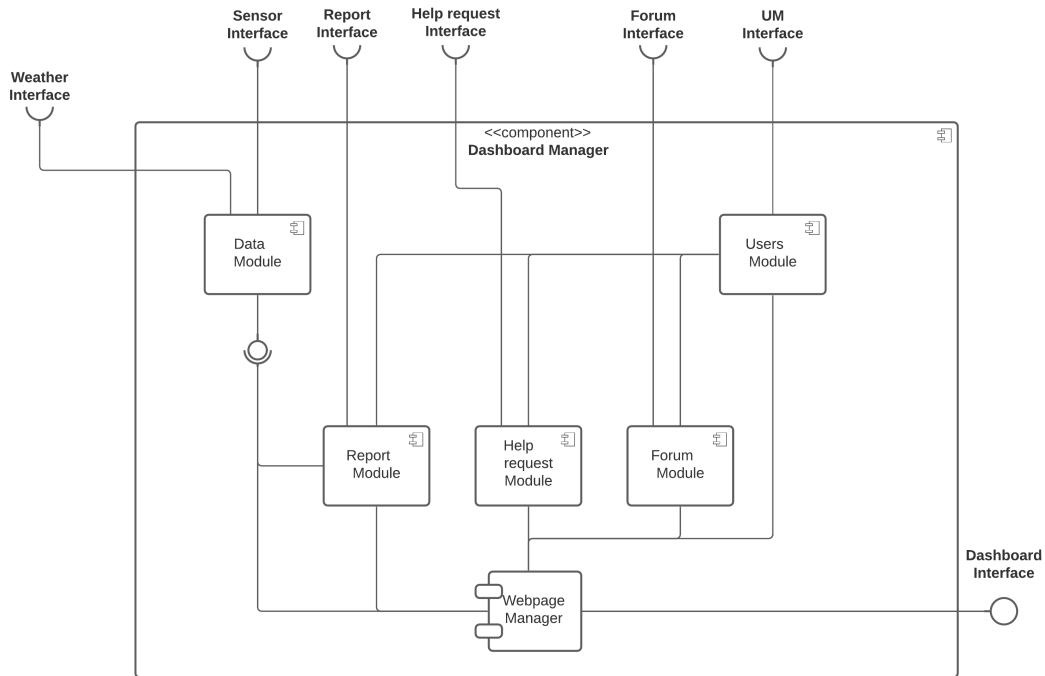 Sensor
Interface
Report
Interface
Help request
Interface
Forum
Interface
UM
Interface
Weather
Interface
<<component>>
Dashboard Manager
Data
Module
Users
Module
Report
Module
Help
request
Module
Forum
Module
Dashboard
Interface
Webpage
Manager